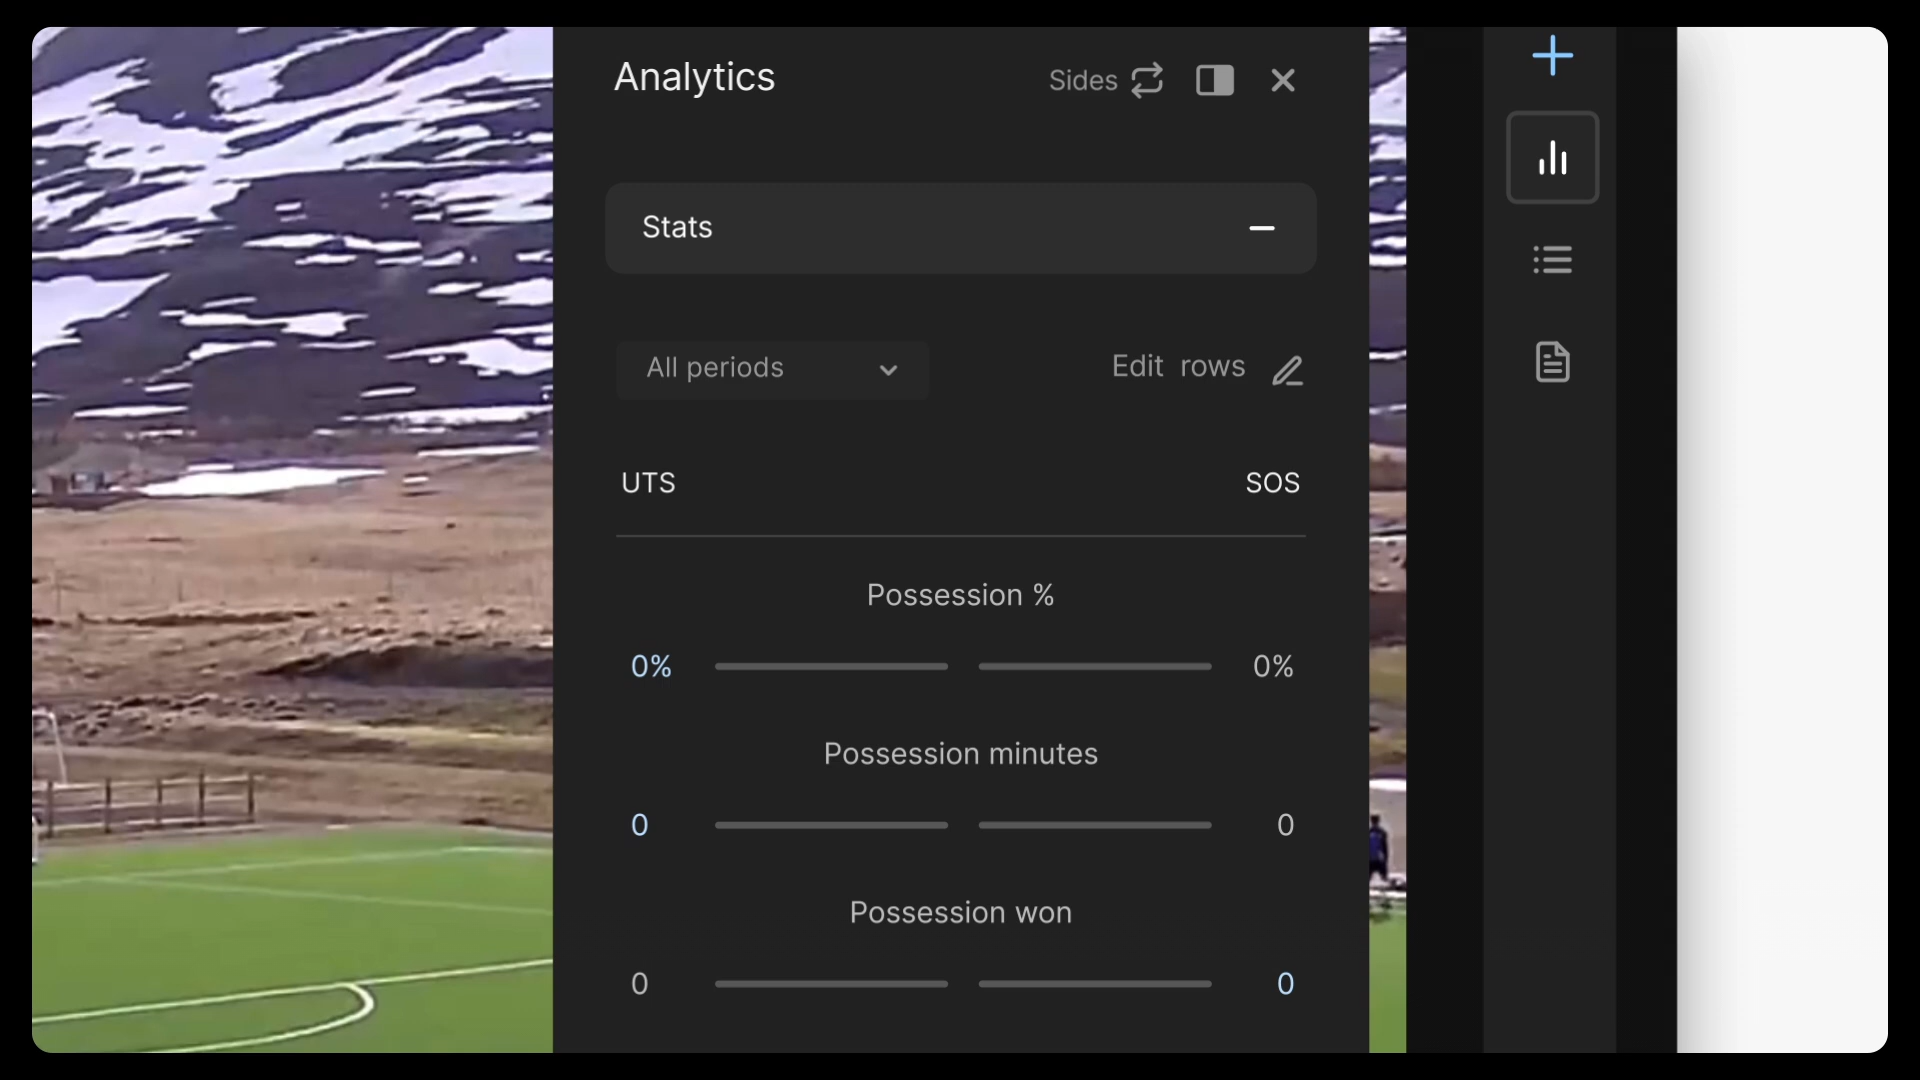 Analytics
Sides
Stats
All periods
Edit rows
UTS SOS
Possession %
0% 0%
Possession minutes
0 0
Possession won
0 0